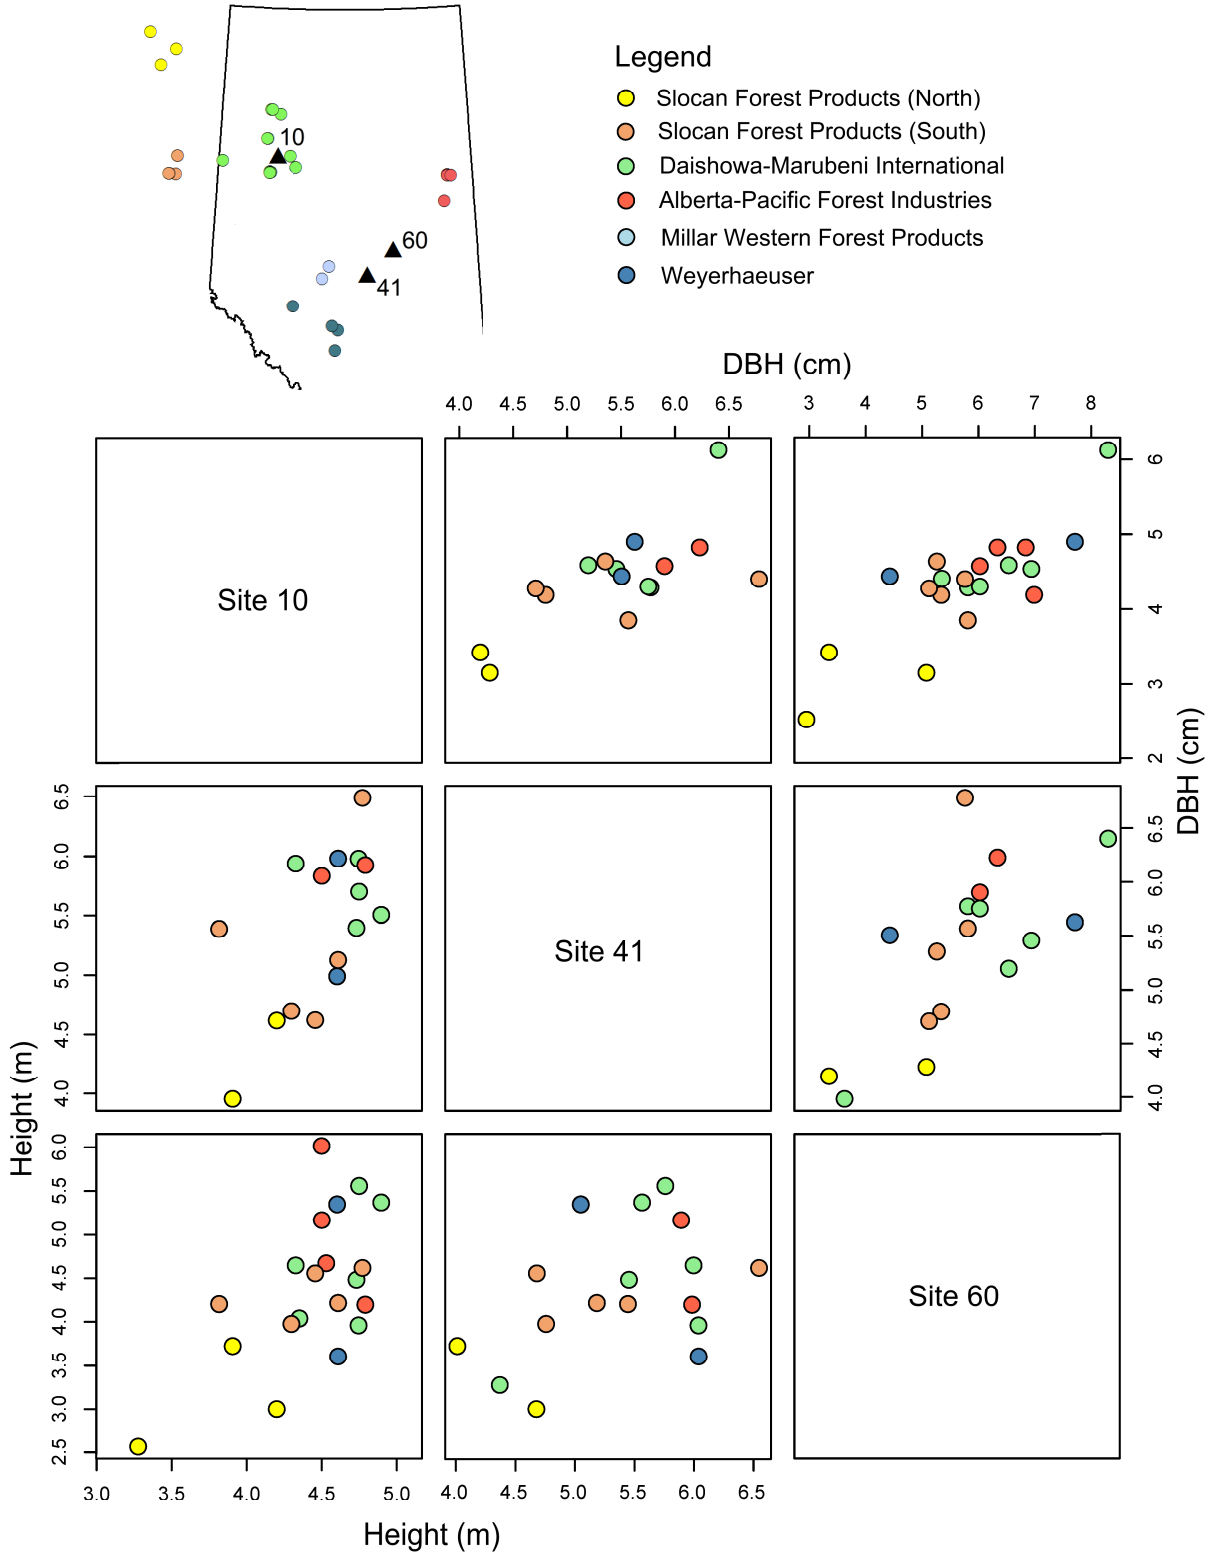 Legend
Slocan Forest Products (North)
Slocan Forest Products (South)
Daishowa-Marubeni International
Alberta-Pacific Forest Industries
Millar Western Forest Products
Weyerhaeuser
10
60
41
DBH (cm)
4.0 4.5 5.0 5.5 6.0 6.5
3 4 5 6 7 8
Site 10
6
5
4
3
2
DBH (cm)
6.5
6.0
5.5
5.0
4.5
4.0
Site 41
6.5
6.0
5.5
5.0
4.5
4.0
Height (m)
6.0
5.5
5.0
4.5
4.0
3.5
3.0
2.5
Site 60
3.0 3.5 4.0 4.5 5.0
4.0 4.5 5.0 5.5 6.0 6.5
Height (m)